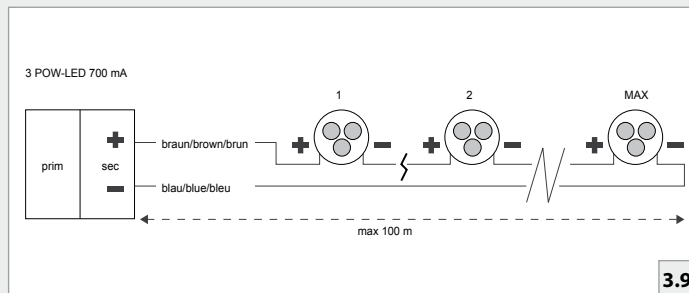 3 POW-LED 700 mA
1
2
MAX
+
-
+
-
+
-
+
braun/brown/brun
prim
sec
-
blau/blue/bleu
max 100 m
3.9